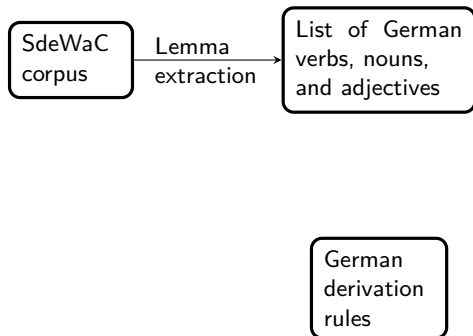 SdeWaC
corpus
Lemma
extraction
List of German
verbs, nouns,
and adjectives
German
derivation
rules